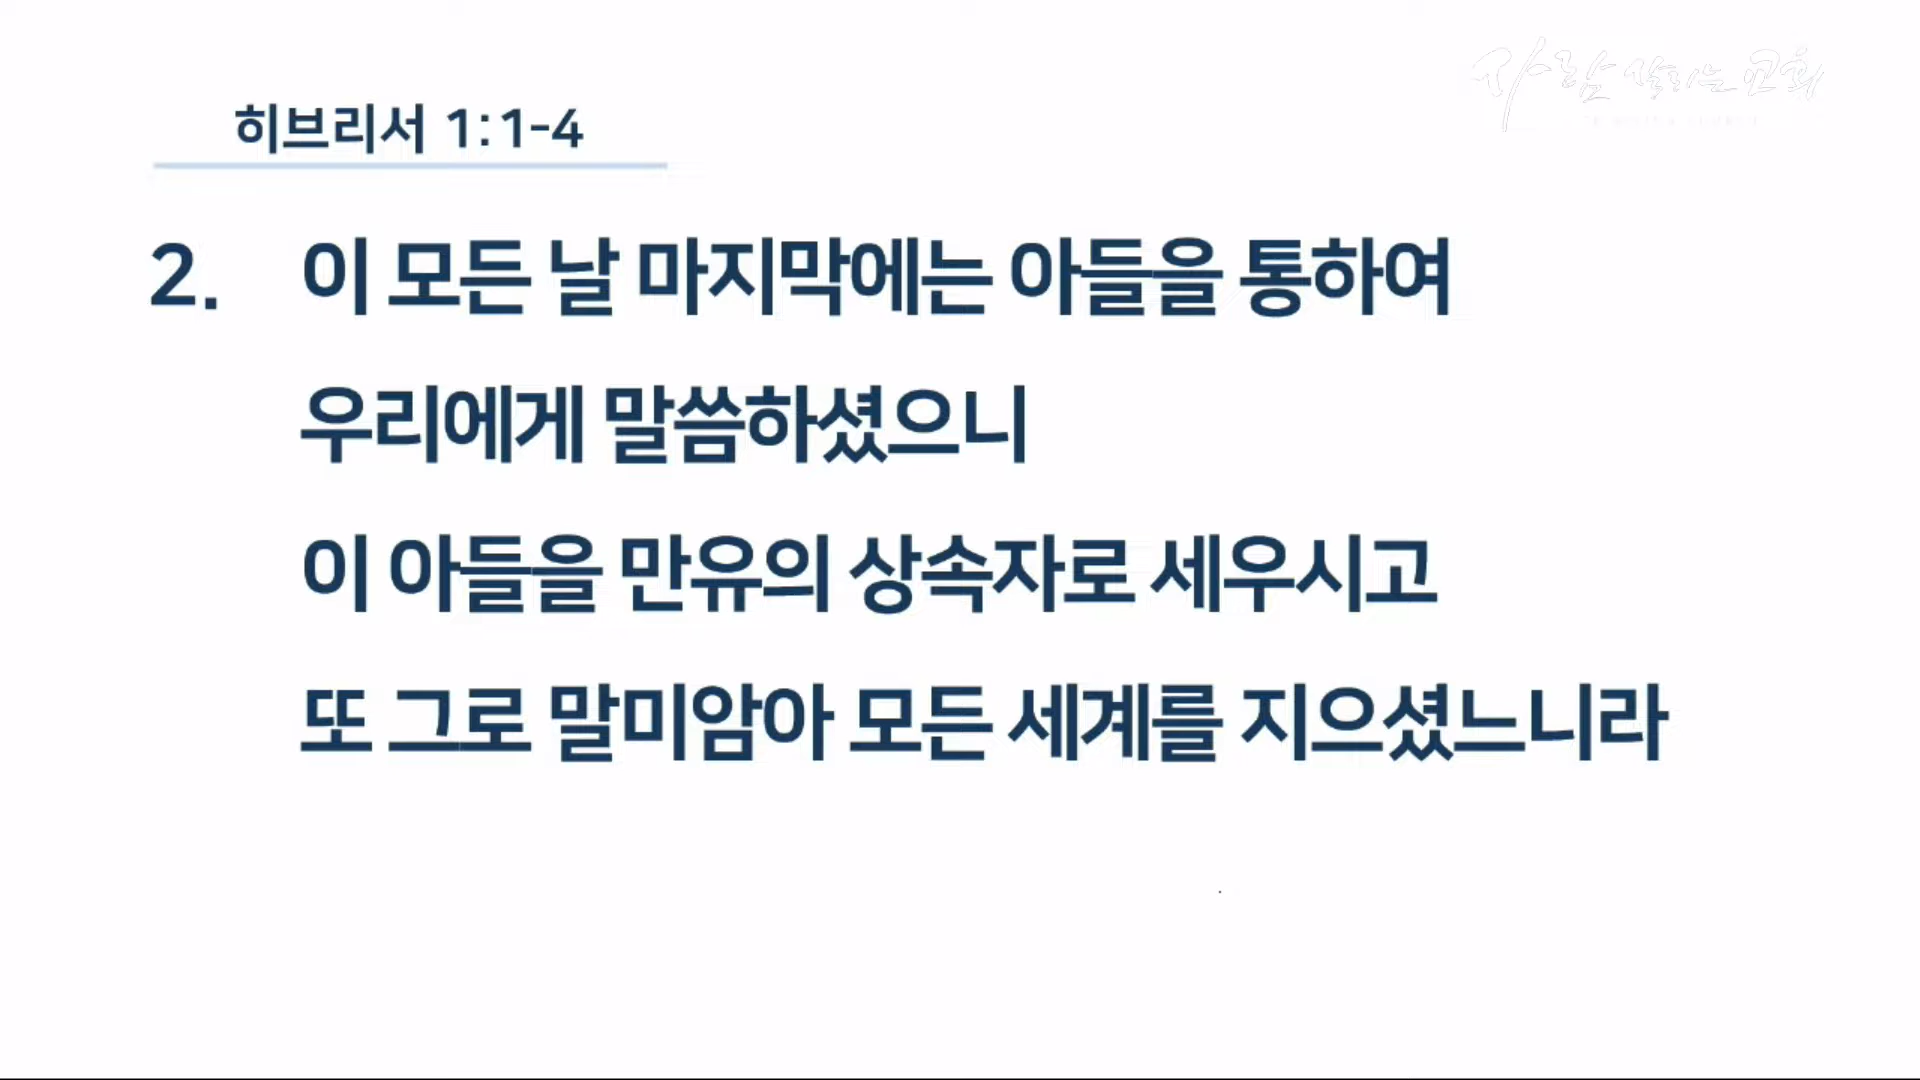 히브리서 1:1-4
2. 이 모든 날 마지막에는 아들을 통하여
우리에게 말씀하셨으니
이 아들을 만유의 상속자로 세우시고
또 그로 말미암아 모든 세계를 지으셨느니라